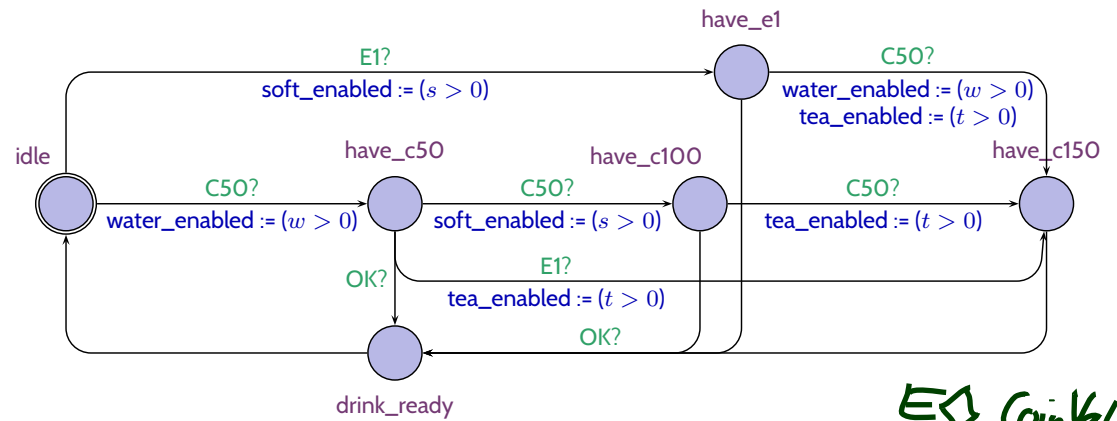 have_e1
E1?
soft_enabled := (s > 0)
C50?
water_enabled := (w > 0)
tea_enabled := (t > 0)
idle
have_c50
have_c100
have_c150
C50?
water_enabled := (w > 0)
C50?
soft_enabled := (s > 0)
C50?
tea_enabled := (t > 0)
OK?
E1?
tea_enabled := (t > 0)
OK?
drink_ready